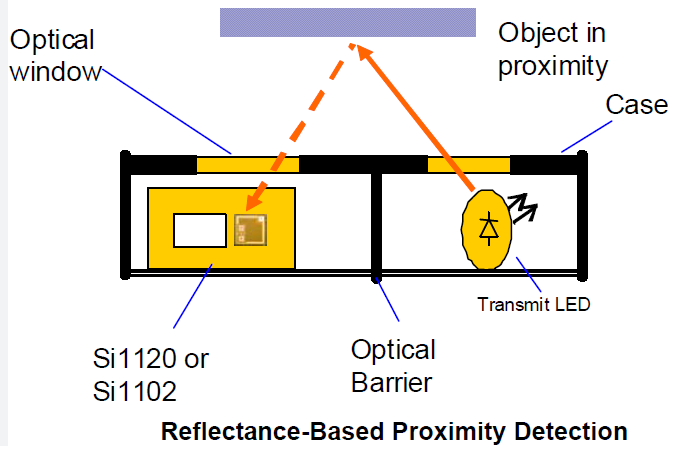 Optical
window
Object in
proximity
Case
Transmit LED
Si1120 or
Si1102
Optical
Barrier
Reflectance-Based Proximity Detection